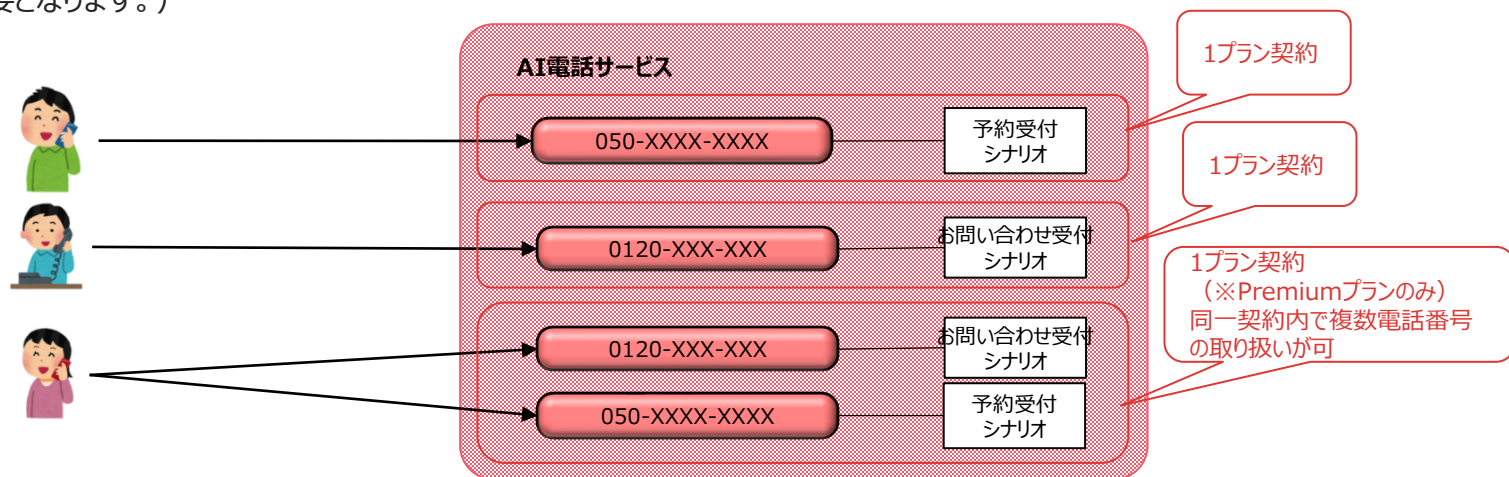 要となります。）
AI電話サービス
1プラン契約
050-XXXX-XXXX
予約受付
シナリオ
1プラン契約
0120-XXX-XXX
お問い合わせ受付
シナリオ
1プラン契約
（※Premiumプランのみ）
同一契約内で複数電話番号
の取り扱いが可
0120-XXX-XXX
お問い合わせ受付
シナリオ
050-XXXX-XXXX
予約受付
シナリオ